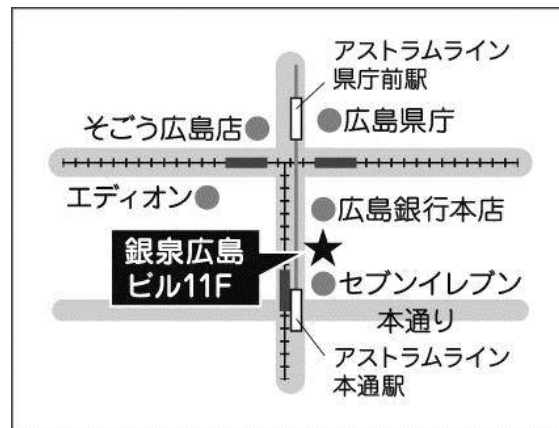 アストラムライン
県庁前駅
そごう広島店
広島県庁
エディオン
広島銀行本店
銀泉広島
ビル11F
セブンイレブン
本通り
アストラムライン
本通駅